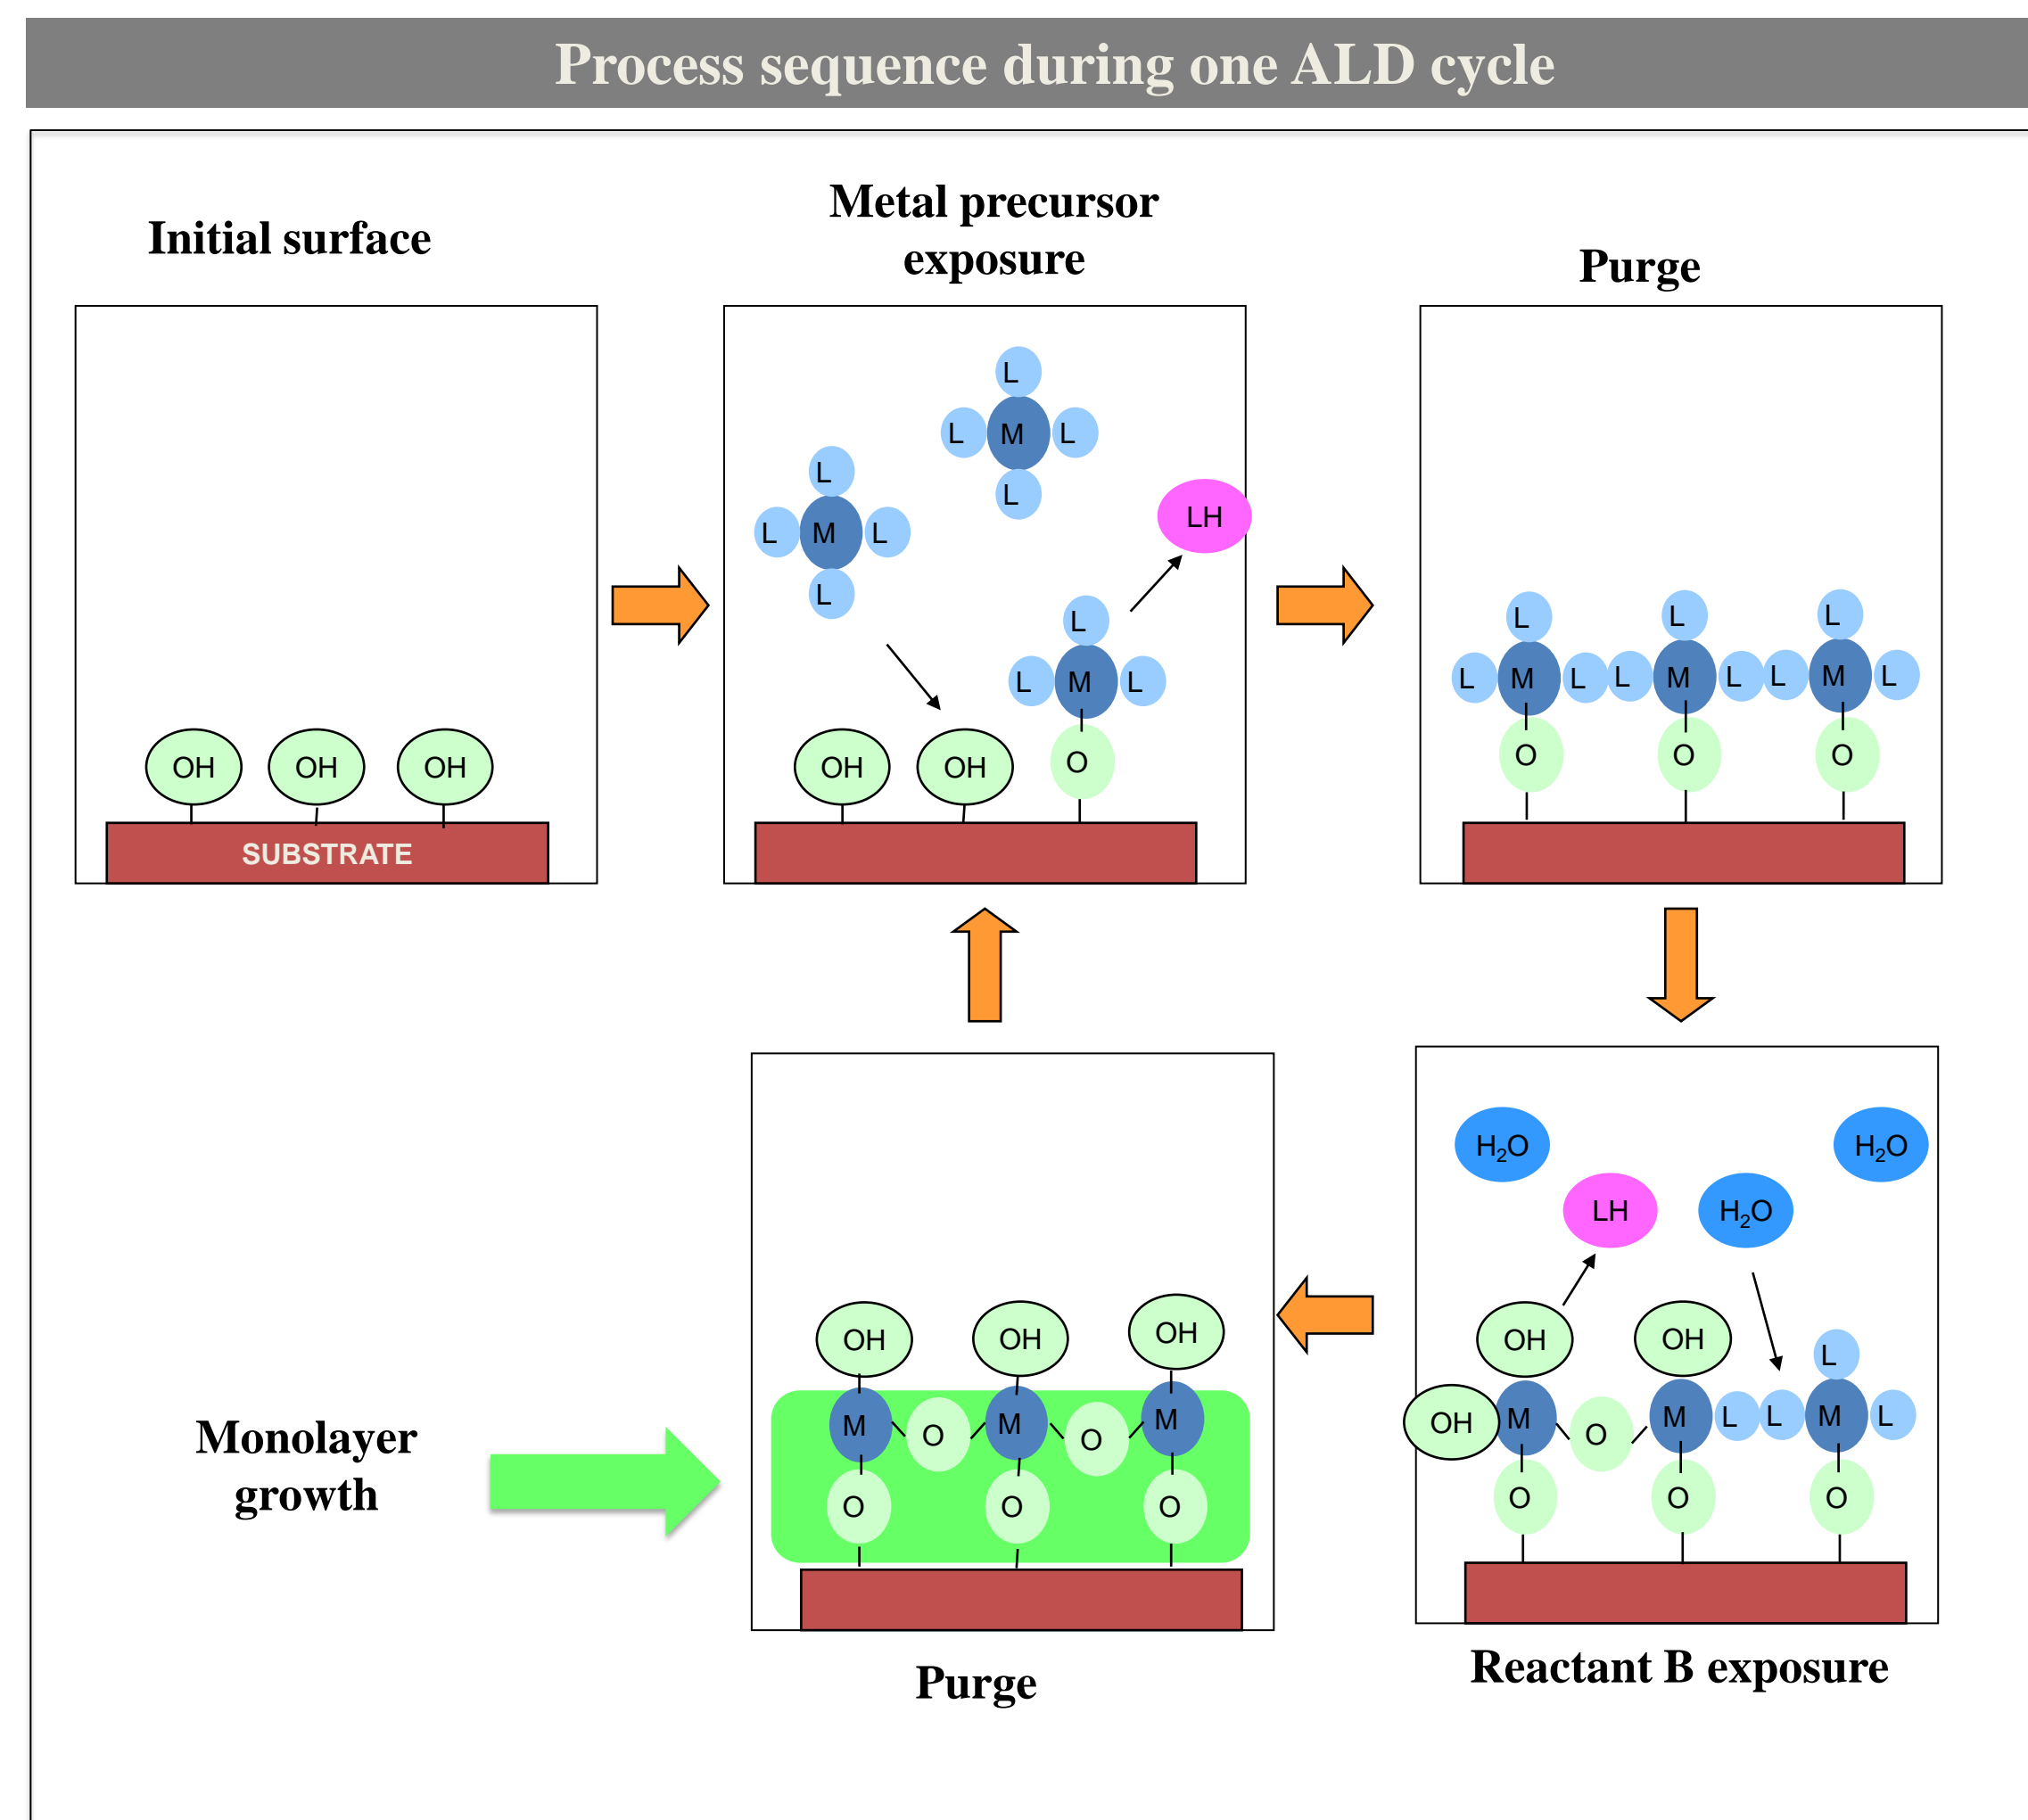 Process sequence during one ALD cycle
Initial surface
Metal precursor
exposure
Purge
OH
OH
OH
SUBSTRATE
L
L
M
L
L
L
L
M
L
L
LH
L
L
M
L
OH
OH
O
L
L
L
L
M
L
L
M
L
L
M
L
O
O
O
Monolayer
growth
OH
OH
OH
M
O
M
O
M
O
O
O
Purge
H₂O
H₂O
LH
H₂O
OH
OH
L
OH
M
O
M
L
L
M
L
O
O
O
Reactant B exposure